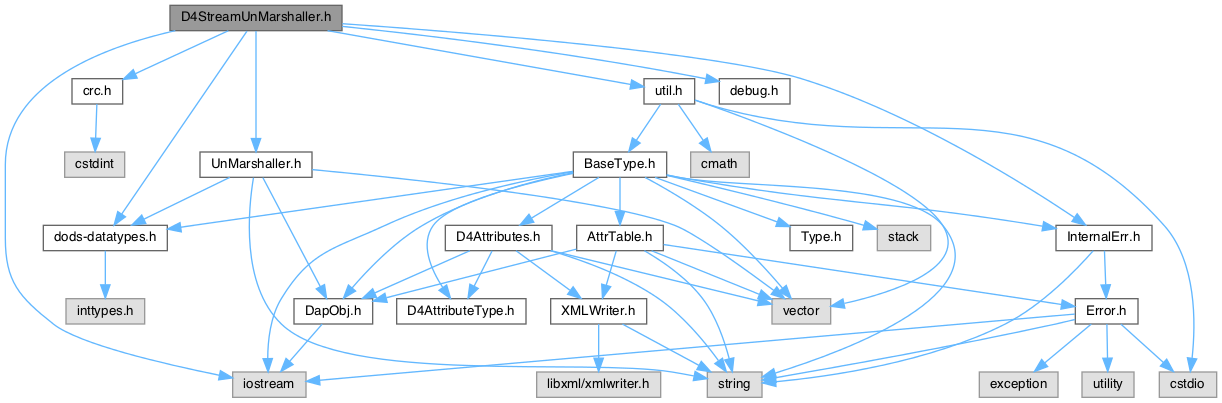 D4StreamUnMarshaller.h
crc.h
util.h
debug.h
cstdint
UnMarshaller.h
BaseType.h
cmath
dods-datatypes.h
D4Attributes.h
AttrTable.h
Type.h
stack
InternalErr.h
inttypes.h
DapObj.h
D4AttributeType.h
XMLWriter.h
vector
Error.h
iostream
libxml/xmlwriter.h
string
exception
utility
cstdio